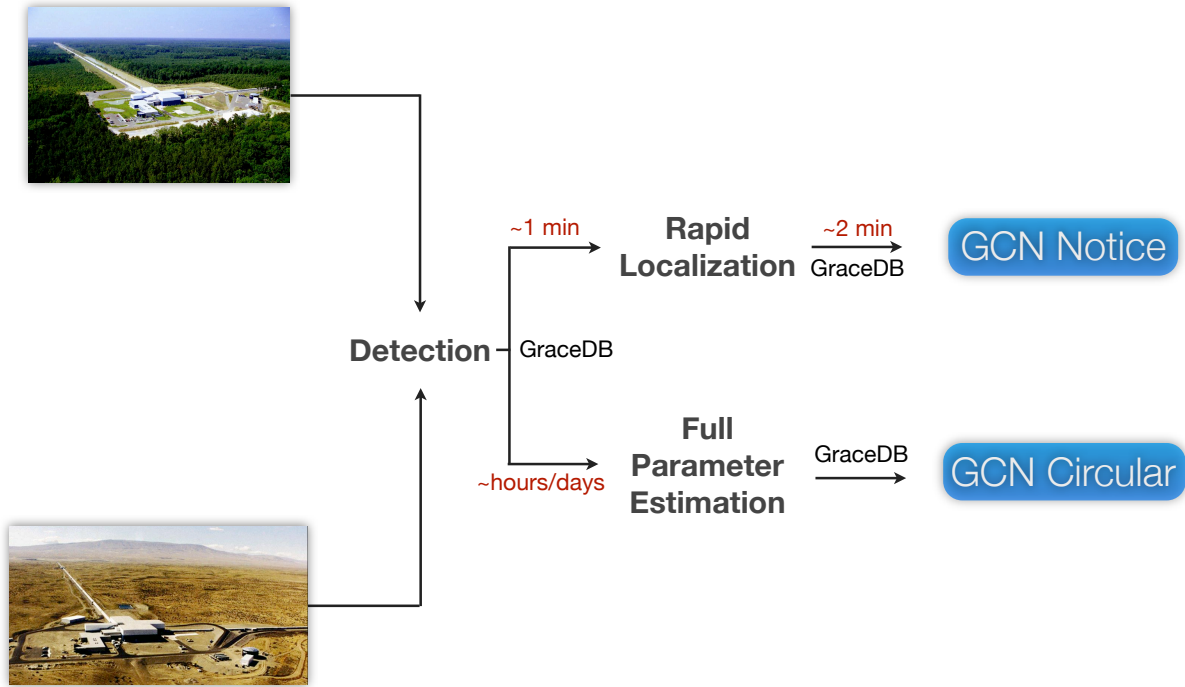 ~1 min
Rapid
Localization
~2 min
GraceDB
GCN Notice
Detection
GraceDB
~hours/days
Full
Parameter
Estimation
GraceDB
GCN Circular